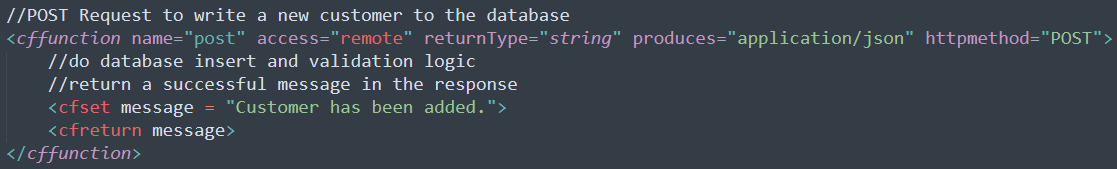 //POST Request to write a new customer to the database
<cffunction name="post" access="remote" returnType="string" produces="application/json" httpmethod="POST">
    //do database insert and validation logic
    //return a successful message in the response
    <cfset message = "Customer has been added.">
    <cfreturn message>
</cffunction>